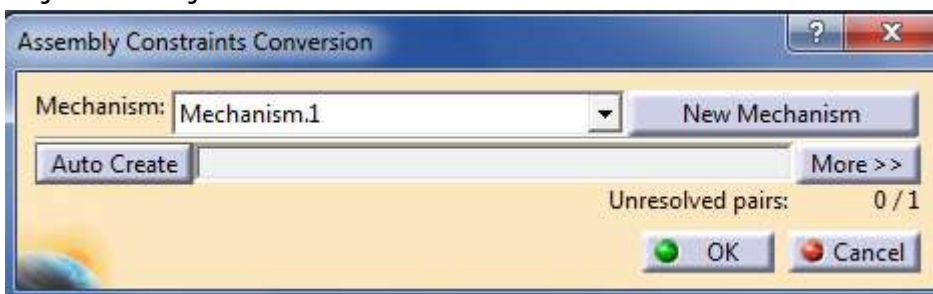 Assembly Constraints Conversion ? X
Mechanism: Mechanism.1 New Mechanism
Auto Create More >>
Unresolved pairs: 0 / 1
OK Cancel